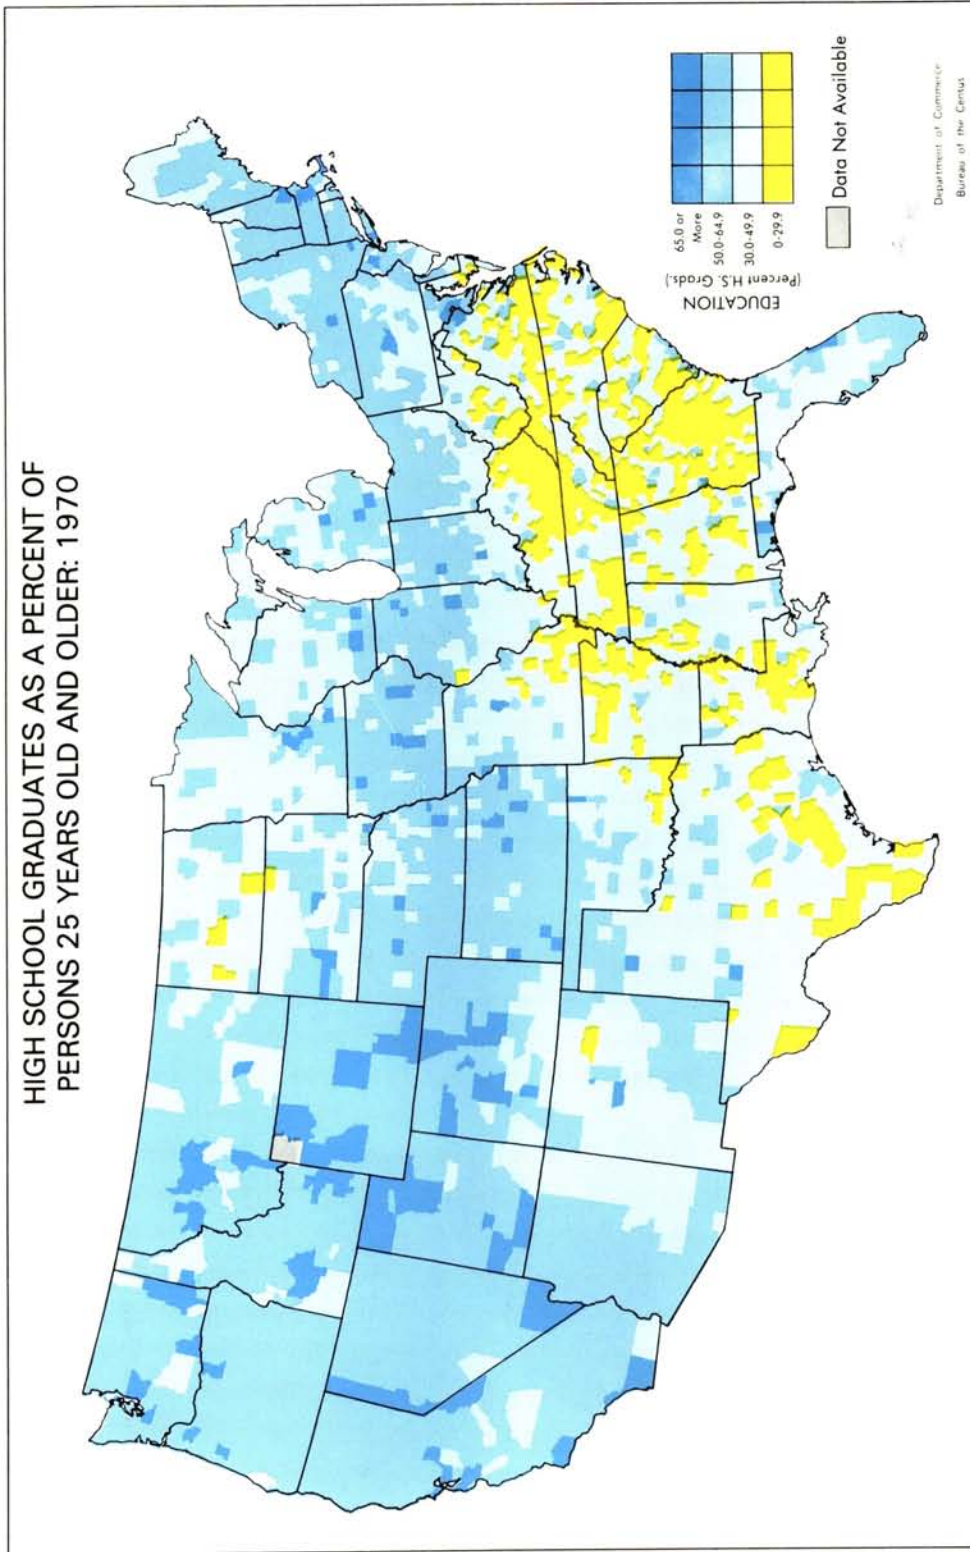 HIGH SCHOOL GRADUATES AS A PERCENT OF
PERSONS 25 YEARS OLD AND OLDER: 1970
65.0 or
More
50.0-64.9
30.0-49.9
0-29.9
EDUCATION
(Percent H.S. Grads.)
Data Not Available
Department of Commerce
Bureau of the Census